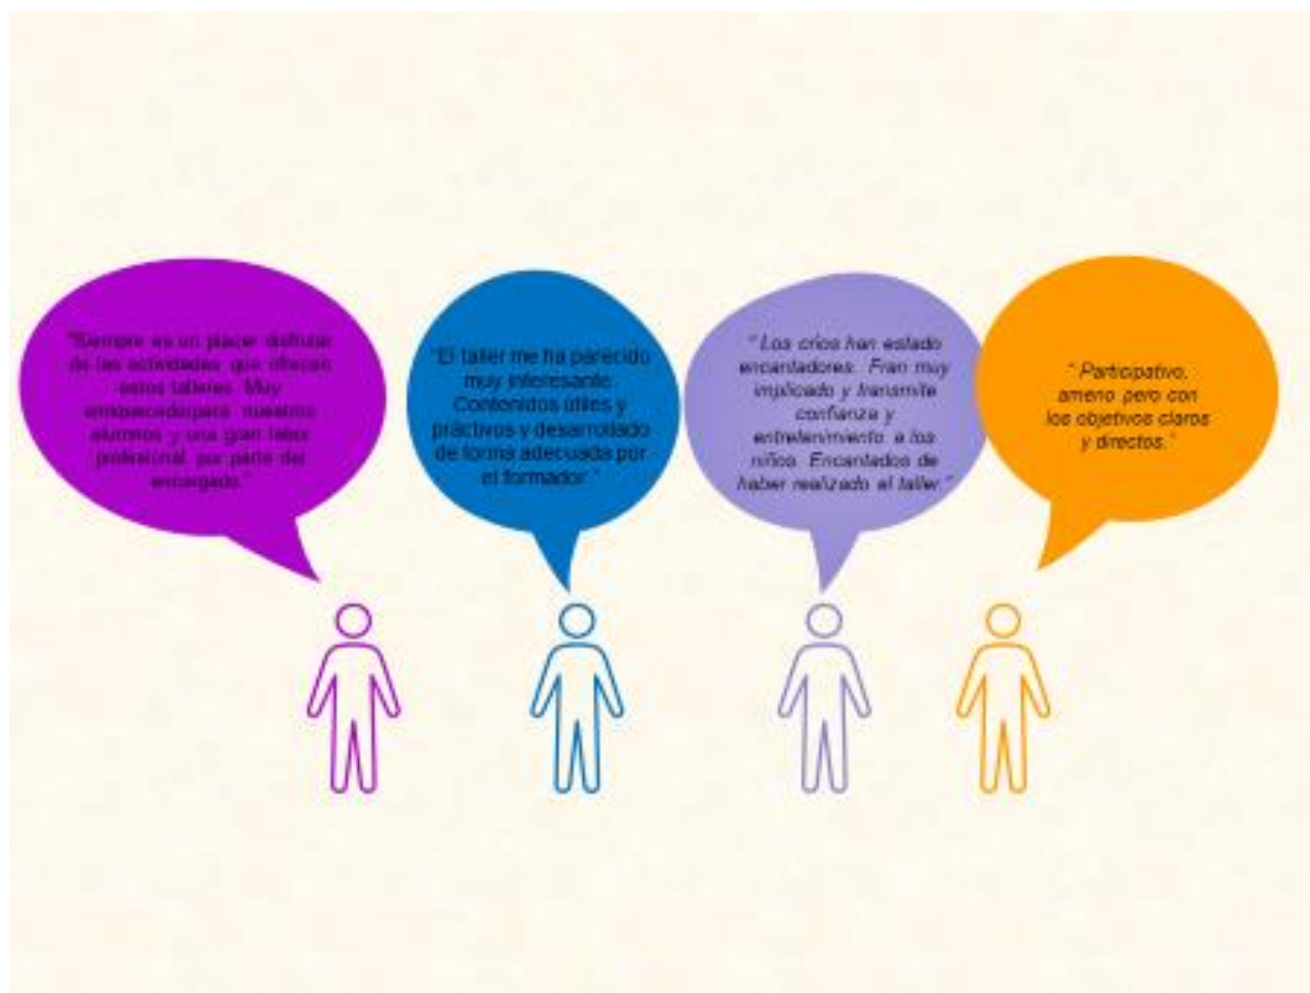 "Siempre es un placer disfrutar
de las actividades que ofrecen
estos talleres. Muy
para nuestros
alumnos y una gran labor
profesional por parte del
encargado."
"El taller me ha parecido
muy interesante.
Contenidos útiles y
práctivos y desarrollado
de forma adecuada por
el formador."
" Los críos han estado
encantadores. Fran muy
implicado y transmite
confianza y
entretenimiento a los
niños. Encantados de
haber realizado el taller."
" Participativo,
ameno pero con
los objetivos claros
y directos."